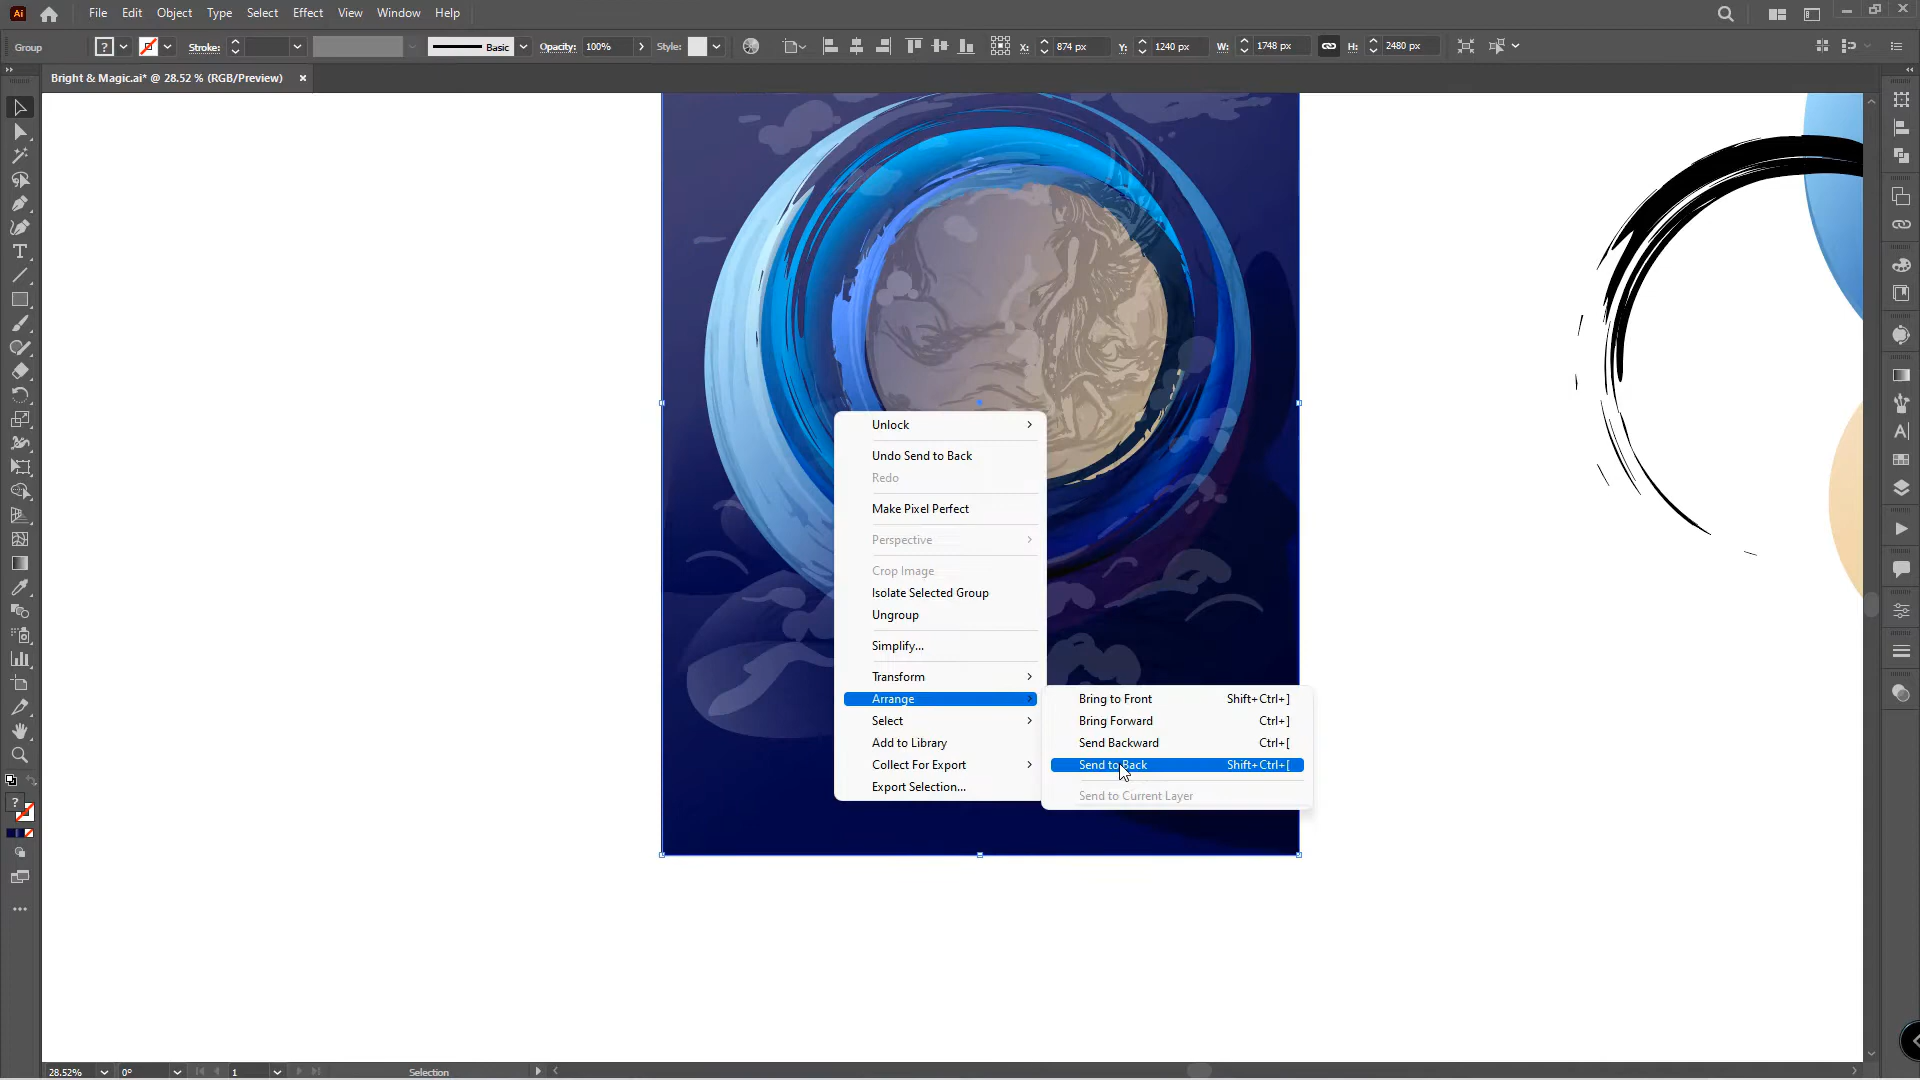 Ai File Edit Object Type Select Effect View Window Help
Group ? Stroke: Basic Opacity: 100% Style: X: 874 px Y: 1240 px W: 1748 px H: 2480 px
Bright & Magic.ai* @ 28.52 % (RGB/Preview) ×
Unlock
Undo Send to Back
Redo
Make Pixel Perfect
Perspective
Crop Image
Isolate Selected Group
Ungroup
Simplify...
Transform
Arrange
Select
Add to Library
Collect For Export
Export Selection...
Bring to Front Shift+Ctrl+]
Bring Forward Ctrl+]
Send Backward Ctrl+[
Send to Back Shift+Ctrl+[
Send to Current Layer
?
28.52% 0° 1 Selection